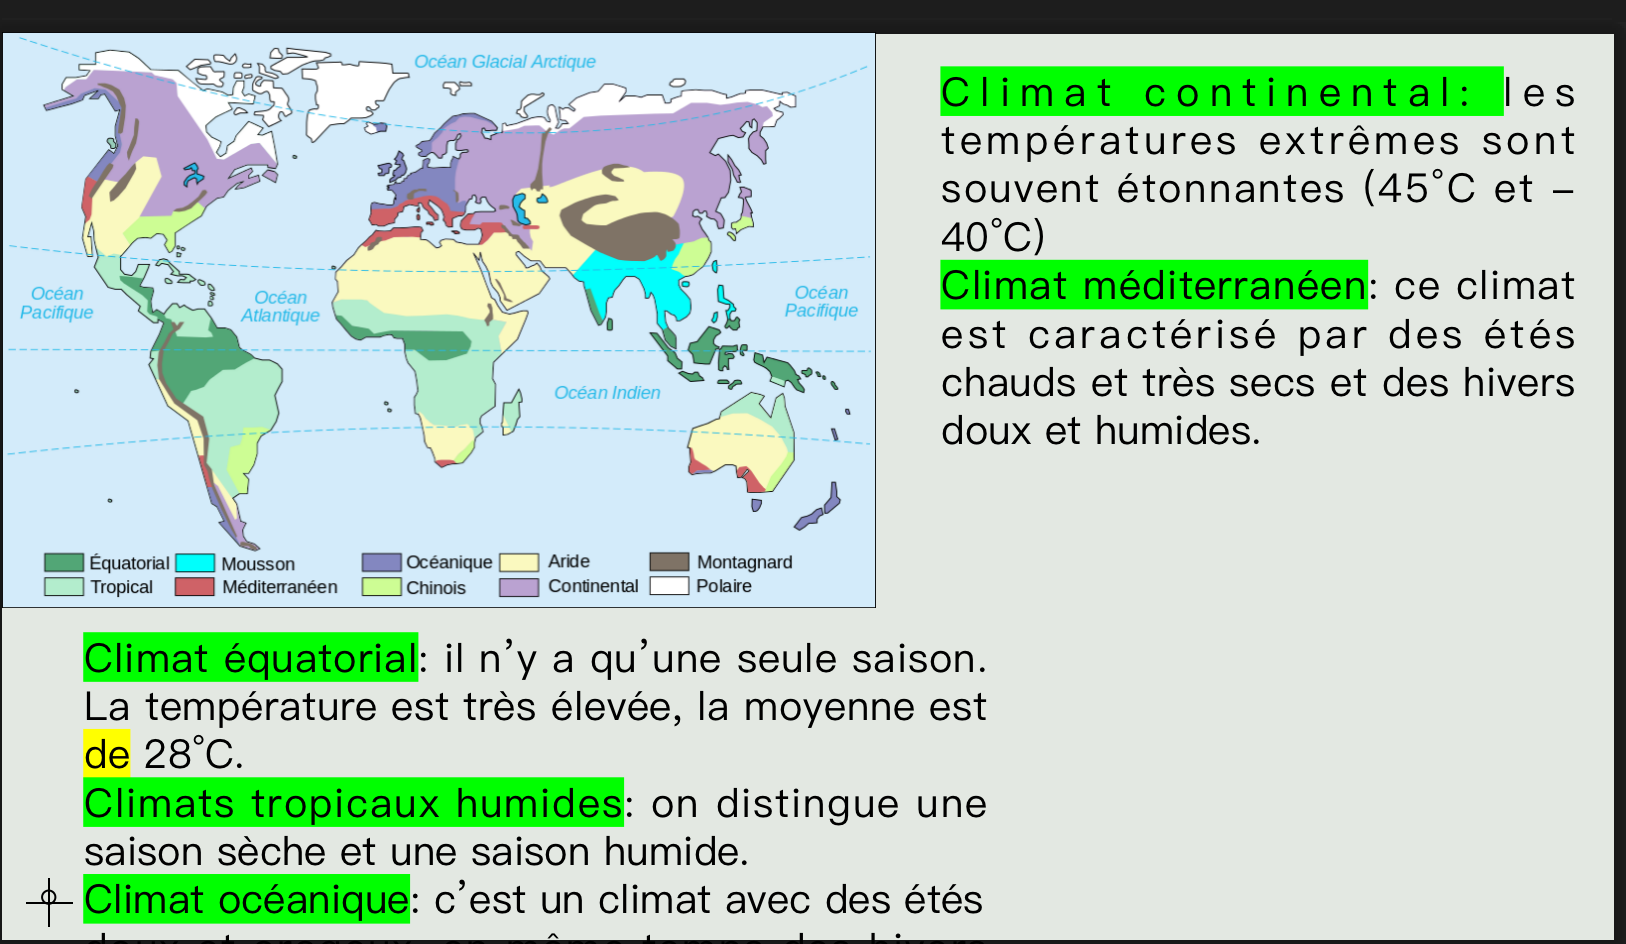 Océan Glacial Arctique
Océan
Pacifique
Océan
Atlantique
Océan
Pacifique
Océan Indien
Équatorial Mousson Océanique Aride Montagnard
Tropical Méditerranéen Chinois Continental Polaire
Climat continental: les
températures extrêmes sont
souvent étonnantes (45°C et –
40°C)
Climat méditerranéen: ce climat
est caractérisé par des étés
chauds et très secs et des hivers
doux et humides.
Climat équatorial: il n’y a qu’une seule saison.
La température est très élevée, la moyenne est
de 28°C.
Climats tropicaux humides: on distingue une
saison sèche et une saison humide.
Climat océanique: c’est un climat avec des étés